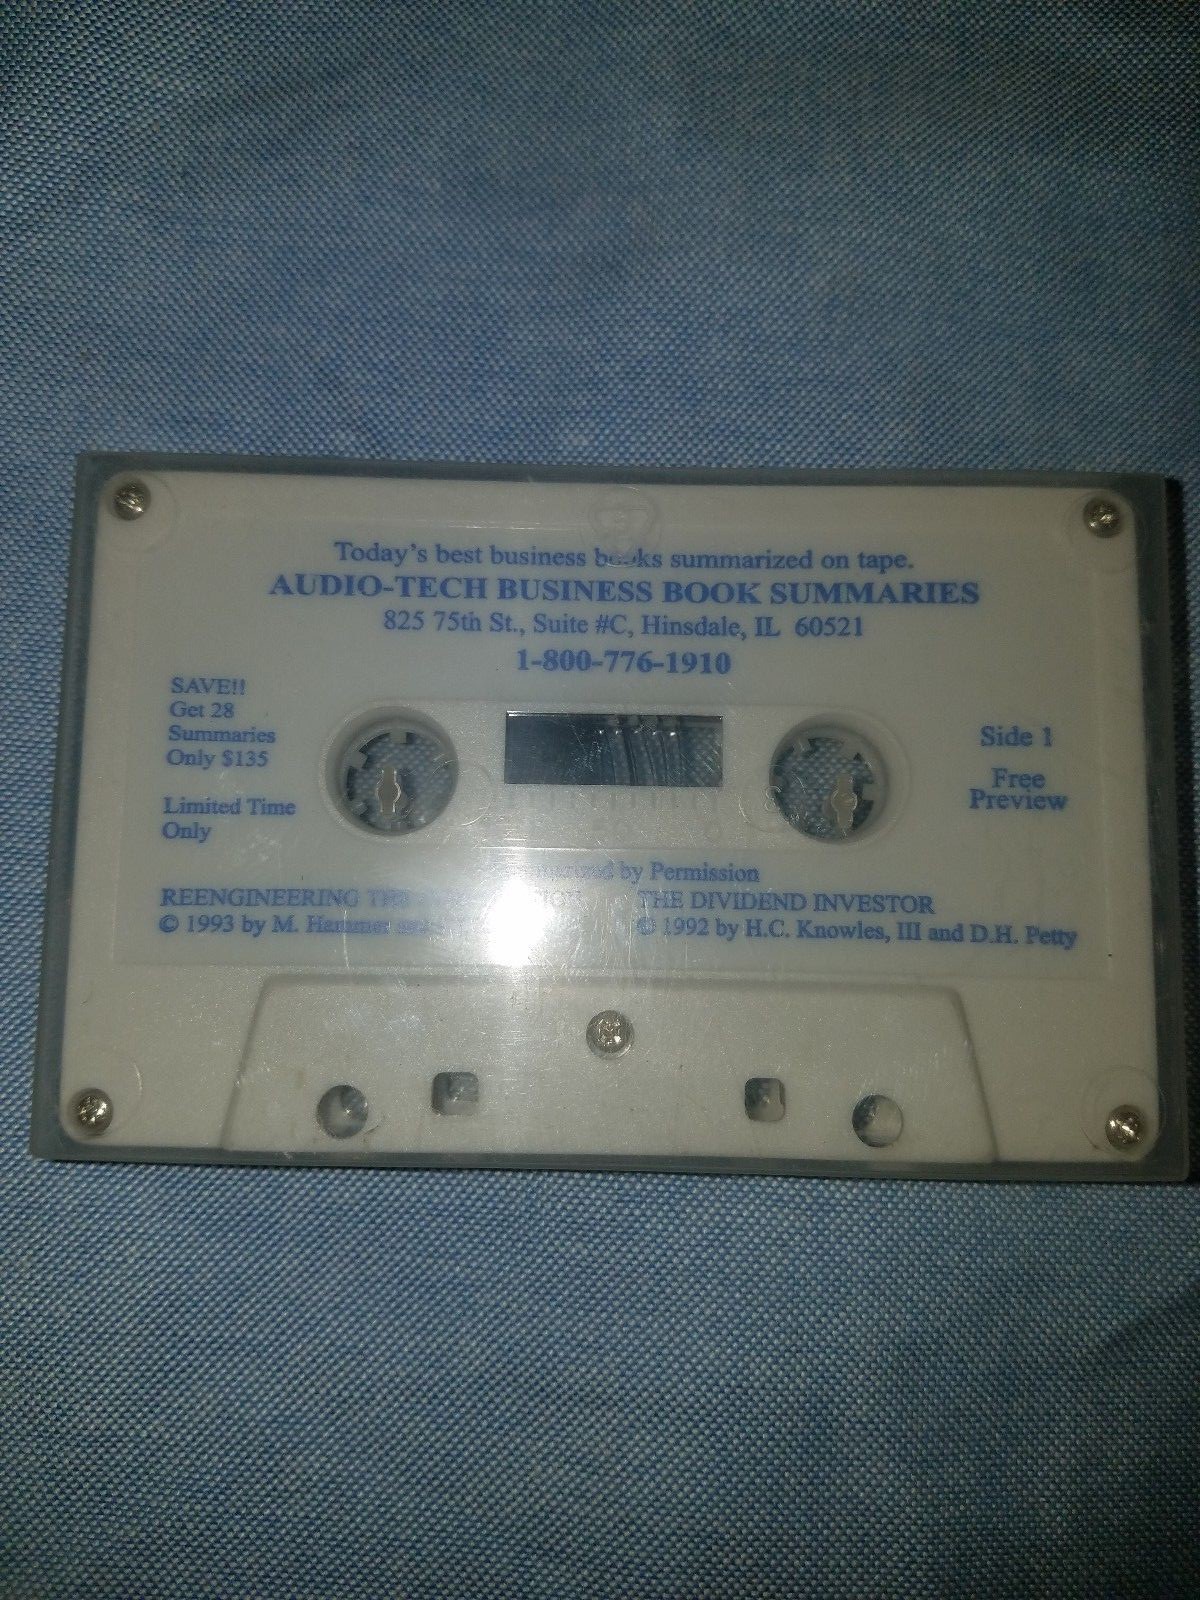 Today's best business books summarized on tape.
AUDIO-TECH BUSINESS BOOK SUMMARIES
825 75th St., Suite #C, Hinsdale, IL 60521
1-800-776-1910
SAVE!!
Get 28
Summaries
Only $135
Limited Time
Only
Side 1
Free
Preview
by Permission
REENGINEERING THE
© 1993 by M. Hammer
THE DIVIDEND INVESTOR
© 1992 by H.C. Knowles, III and D.H. Petty